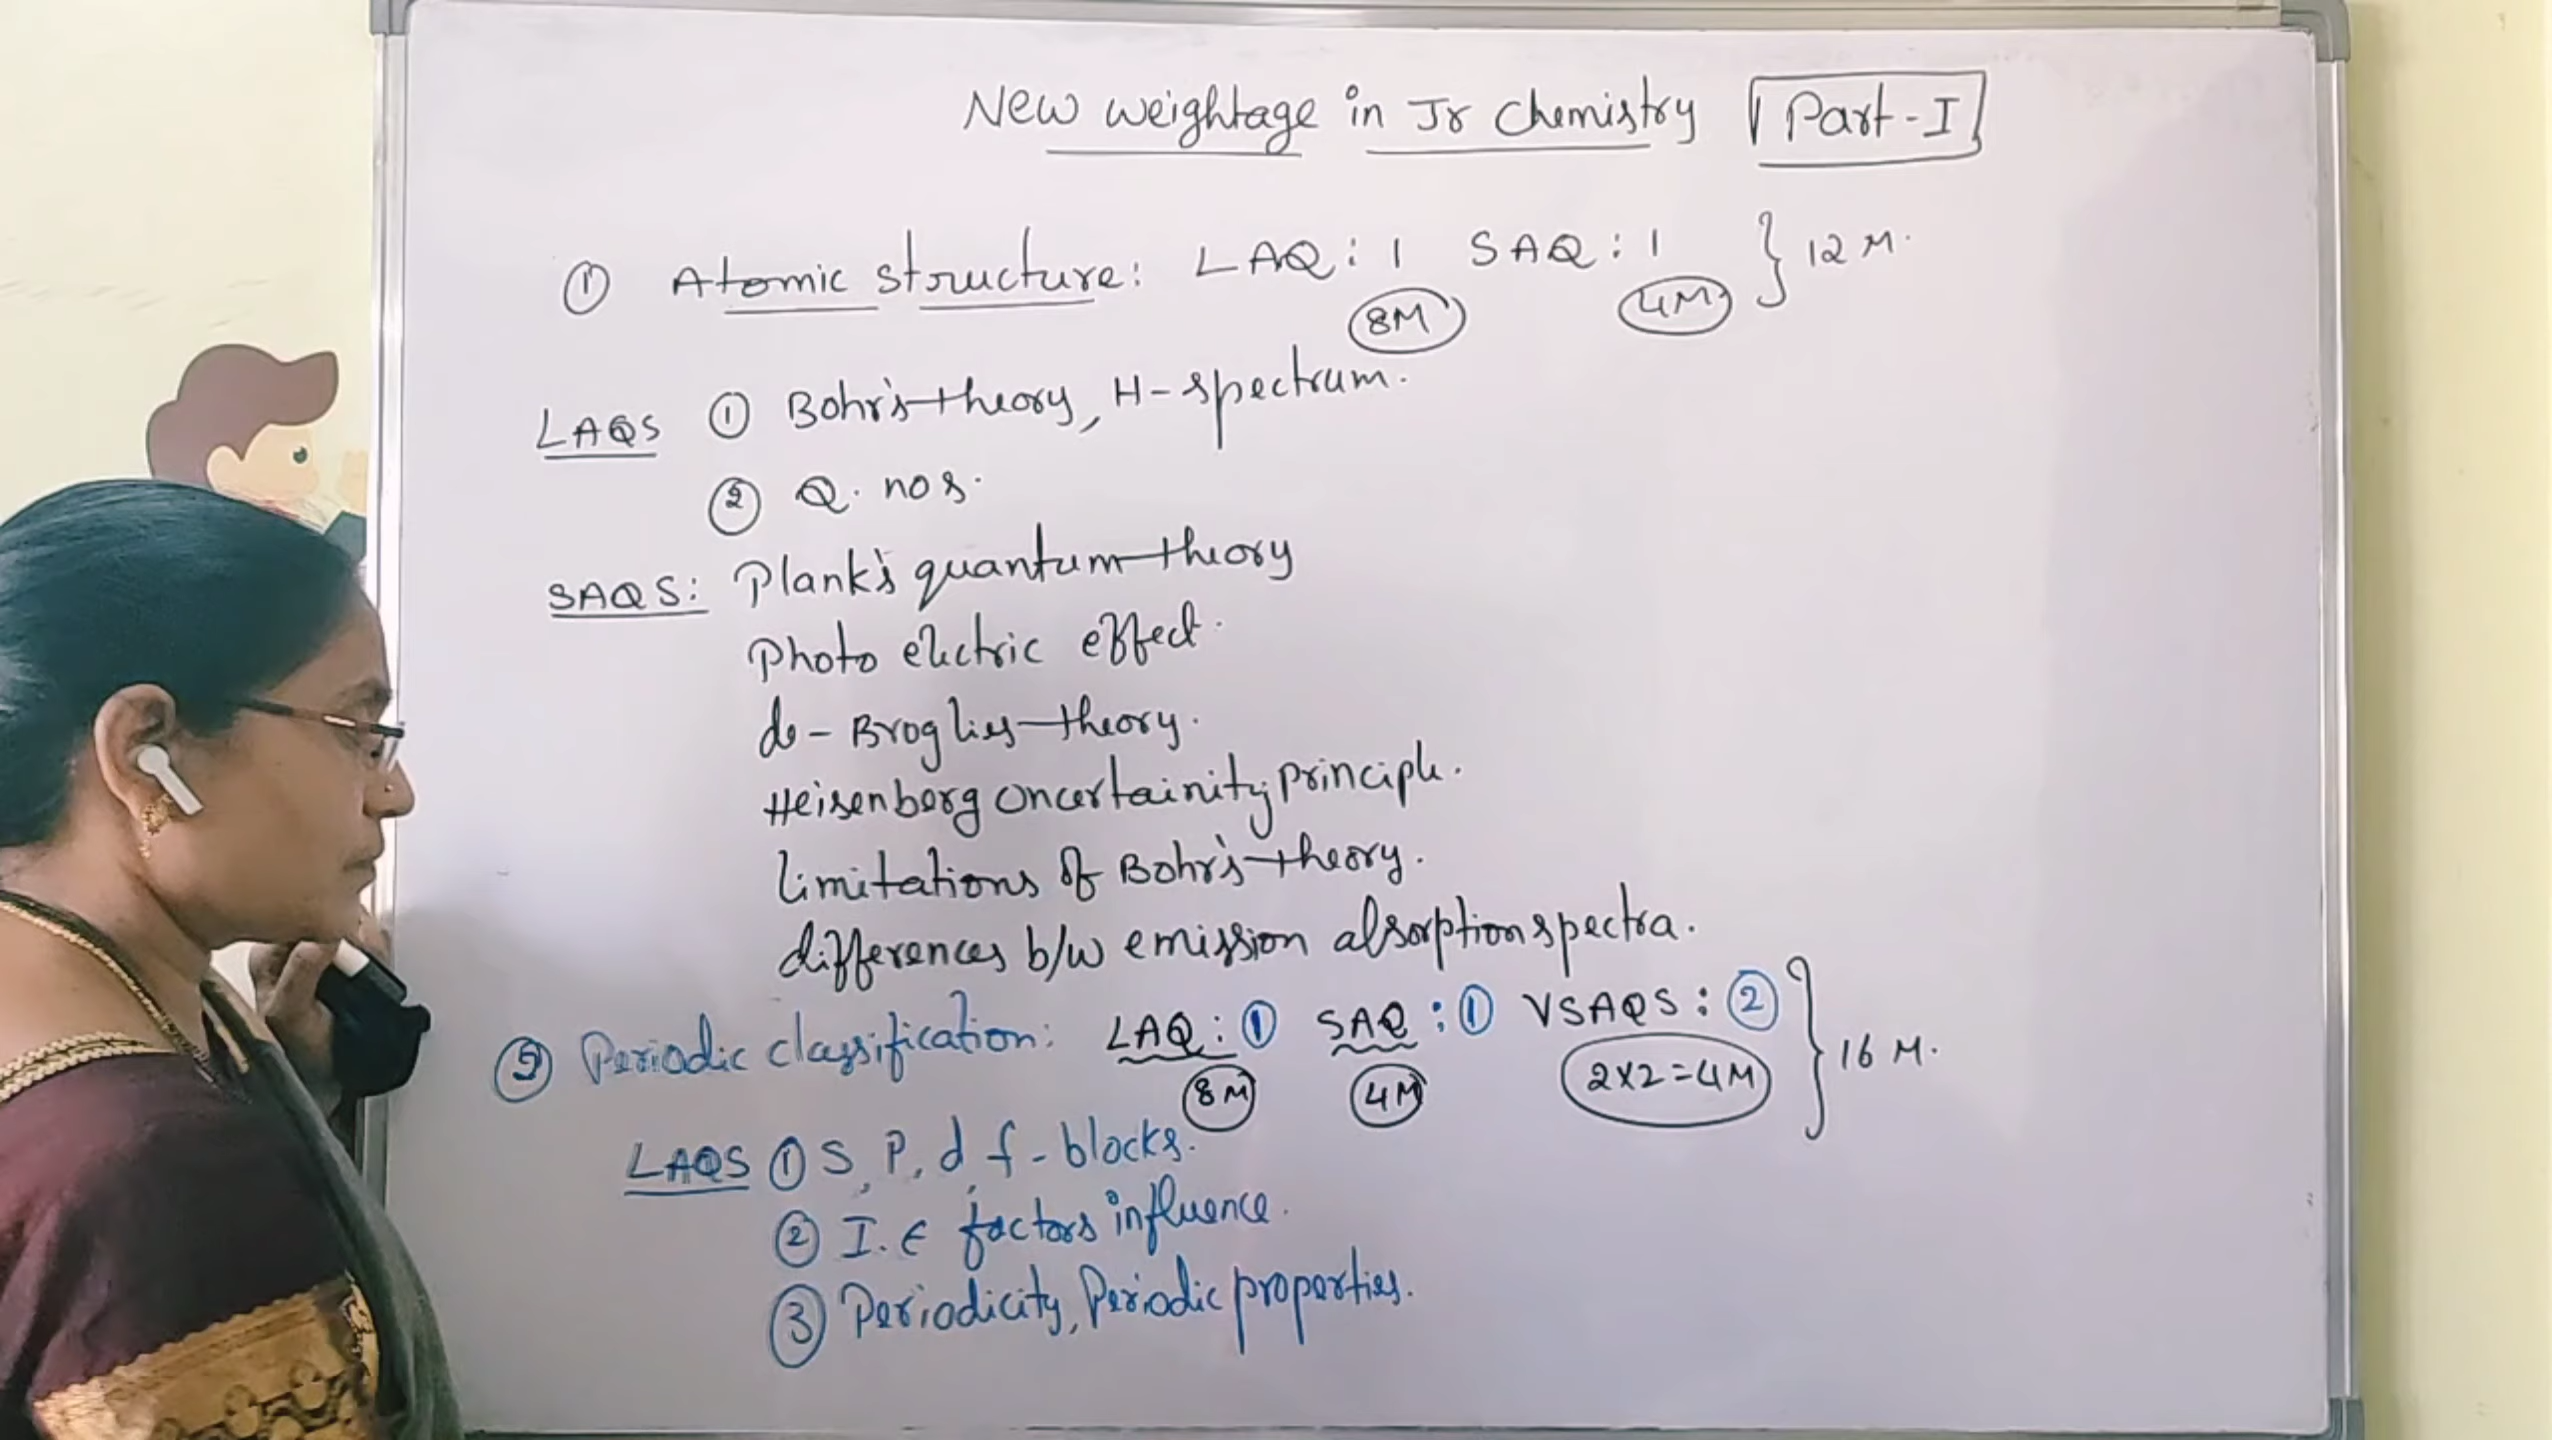 New weightage in Jr Chemistry Part-I
① Atomic structure: LAQ: 1 SAQ: 1 } 12 M.
8M 4M
LAQS ① Bohr's theory, H-spectrum.
② Q. nos.
SAQS: Plank's quantum theory
Photo electric effect.
de-Broglies theory.
Heisenberg Uncertainity principle.
limitations of Bohr's theory.
differences b/w emission absorption spectra.
⑤ Periodic classification: LAQ: ① SAQ: ① VSAQS: ② } 16 M.
8M 4M 2x2=4M
LAQS ① S, P, d, f-blocks.
② I.E factors influence.
③ Periodicity, Periodic properties.